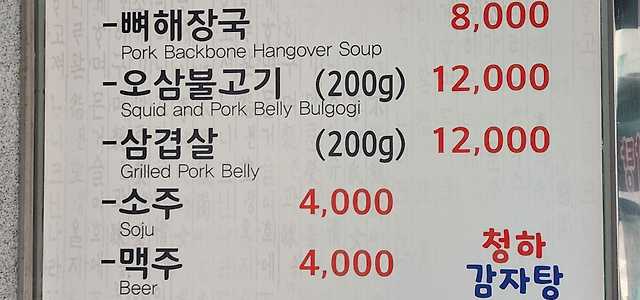 -뼈해장국 8,000
Pork Backbone Hangover Soup
-오삼불고기 (200g) 12,000
Squid and Pork Belly Bulgogi
-삼겹살 (200g) 12,000
Grilled Pork Belly
-소주 4,000
Soju
-맥주 4,000
Beer
청하
감자탕